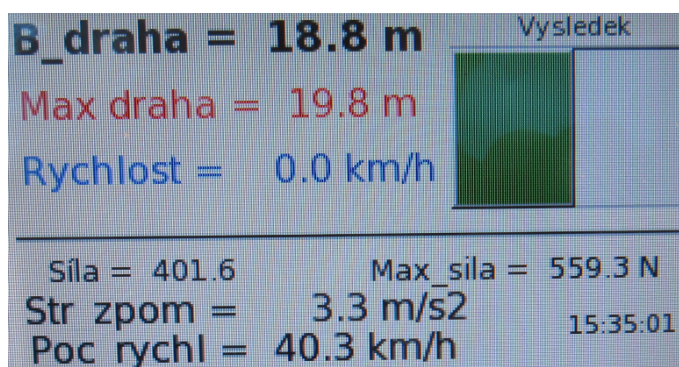 B_draha = 18.8 m
Vysledek
Max draha = 19.8 m
Rychlost = 0.0 km/h
Síla = 401.6
Max_sila = 559.3 N
Str zpom = 3.3 m/s2
15:35:01
Poc rychl = 40.3 km/h